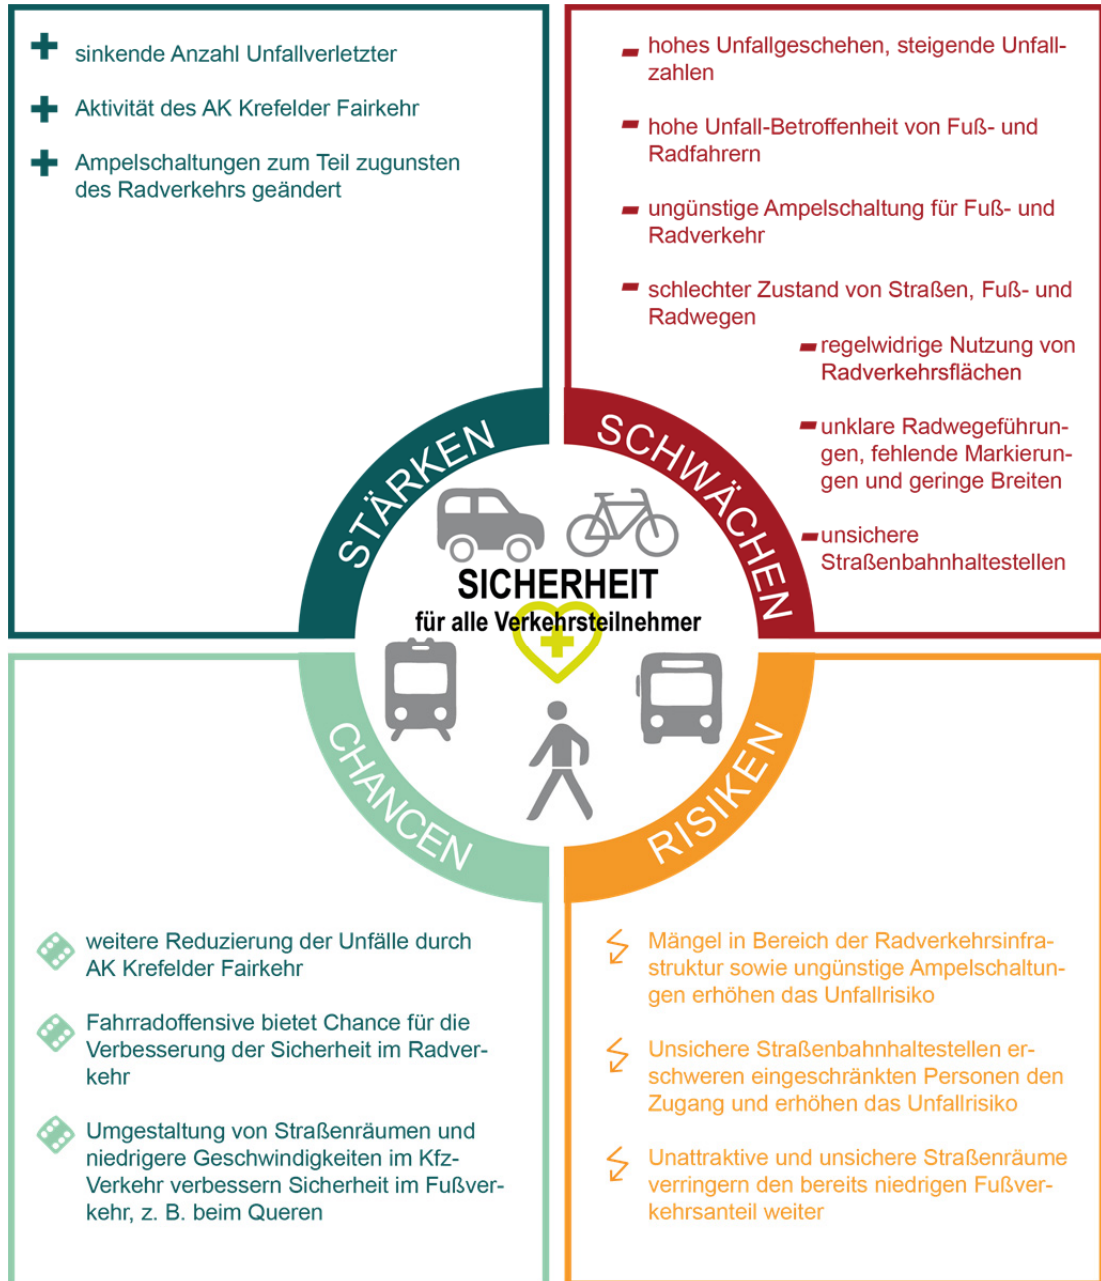 sinkende Anzahl Unfallverletzter
Aktivität des AK Krefelder Fairkehr
Ampelschaltungen zum Teil zugunsten
des Radverkehrs geändert
STÄRKEN
hohes Unfallgeschehen, steigende Unfall-
zahlen
hohe Unfall-Betroffenheit von Fuß- und
Radfahrern
ungünstige Ampelschaltung für Fuß- und
Radverkehr
schlechter Zustand von Straßen, Fuß- und
Radwegen
regelwidrige Nutzung von
Radverkehrsflächen
unklare Radwegeführun-
gen, fehlende Markierun-
gen und geringe Breiten
unsichere
Straßenbahnhaltestellen
SCHWÄCHEN
SICHERHEIT
für alle Verkehrsteilnehmer
CHANCEN
weitere Reduzierung der Unfälle durch
AK Krefelder Fairkehr
Fahrradoffensive bietet Chance für die
Verbesserung der Sicherheit im Radver-
kehr
Umgestaltung von Straßenräumen und
niedrigere Geschwindigkeiten im Kfz-
Verkehr verbessern Sicherheit im Fußver-
kehr, z. B. beim Queren
RISIKEN
Mängel in Bereich der Radverkehrsinfra-
struktur sowie ungünstige Ampelschaltun-
gen erhöhen das Unfallrisiko
Unsichere Straßenbahnhaltestellen er-
schweren eingeschränkten Personen den
Zugang und erhöhen das Unfallrisiko
Unattraktive und unsichere Straßenräume
verringern den bereits niedrigen Fußver-
kehrsanteil weiter